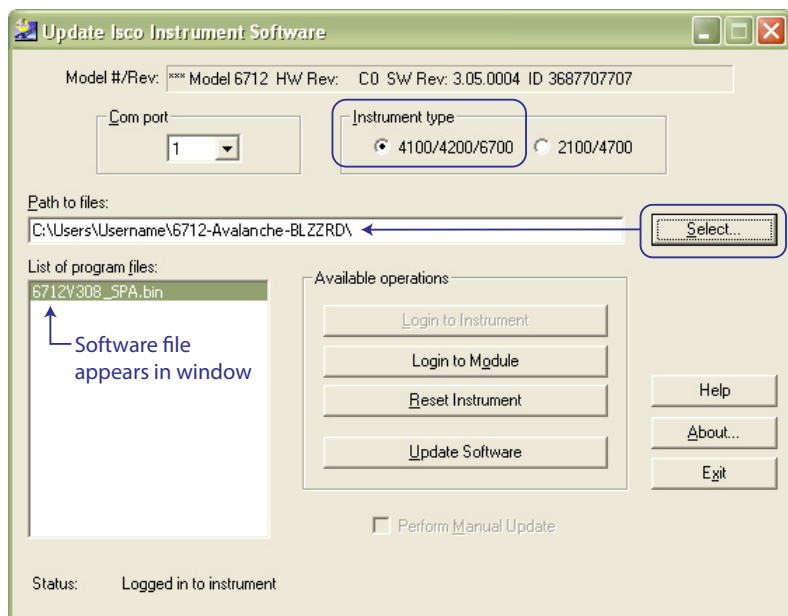 Update Isco Instrument Software
Model #/Rev: *** Model 6712 HW Rev: C0 SW Rev: 3.05.0004 ID 3687707707
Com port
1
Instrument type
4100/4200/6700
2100/4700
Path to files:
C:\Users\Username\6712-Avalanche-BLZZRD\
Select...
List of program files:
6712V308_SPA.bin
Software file
appears in window
Available operations
Login to Instrument
Login to Module
Reset Instrument
Update Software
Help
About...
Exit
Perform Manual Update
Status: Logged in to instrument